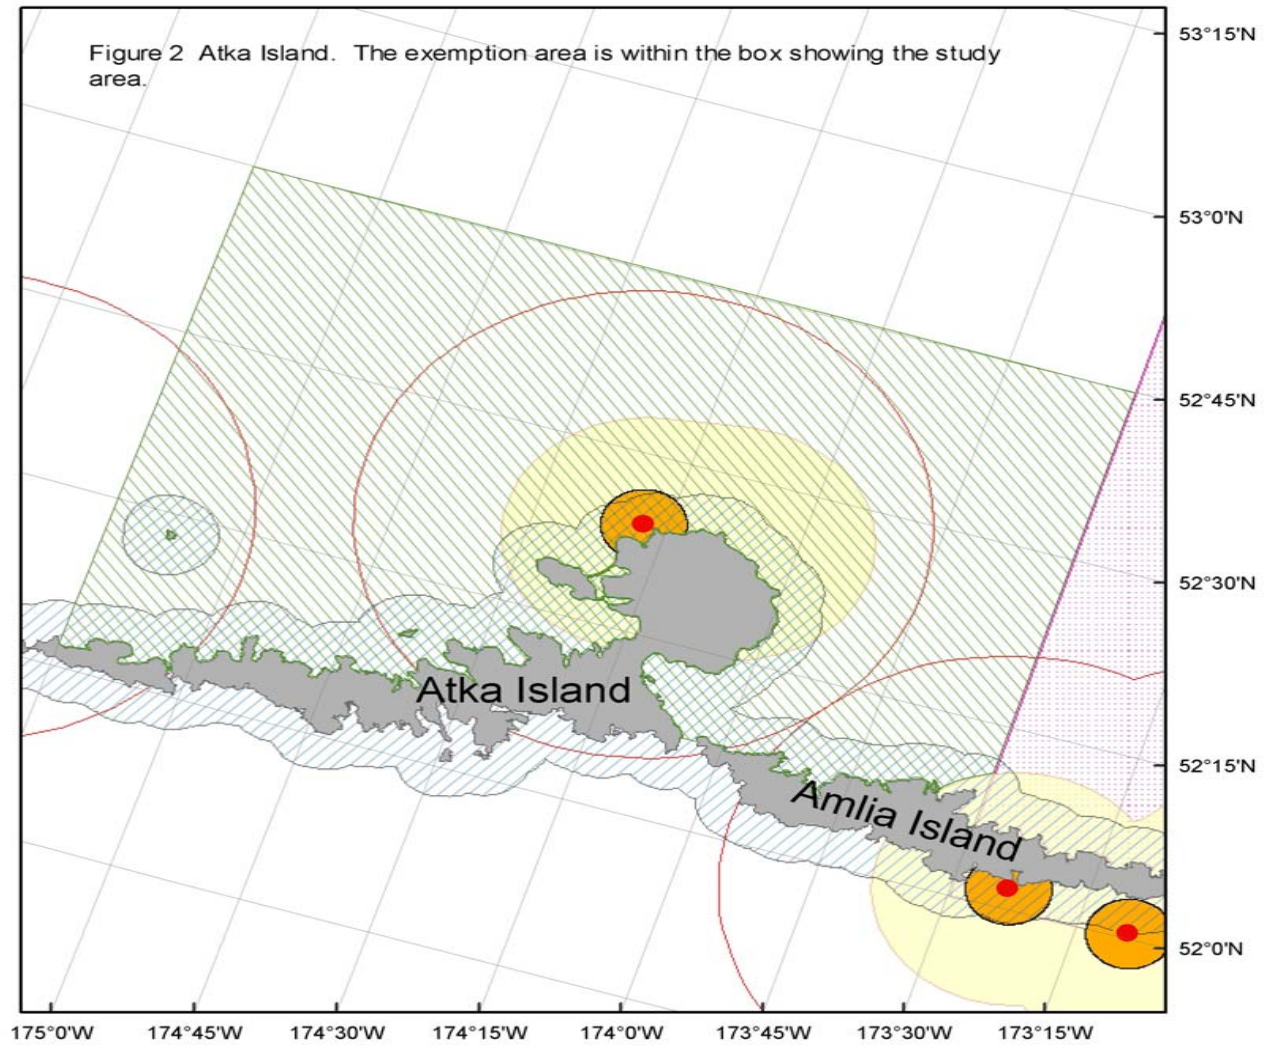 Figure 2 Atka Island. The exemption area is within the box showing the study
area.
53°15'N
53°0'N
52°45'N
52°30'N
Atka Island
52°15'N
Amlia Island
52°0'N
175°0'W 174°45'W 174°30'W 174°15'W 174°0'W 173°45'W 173°30'W 173°15'W